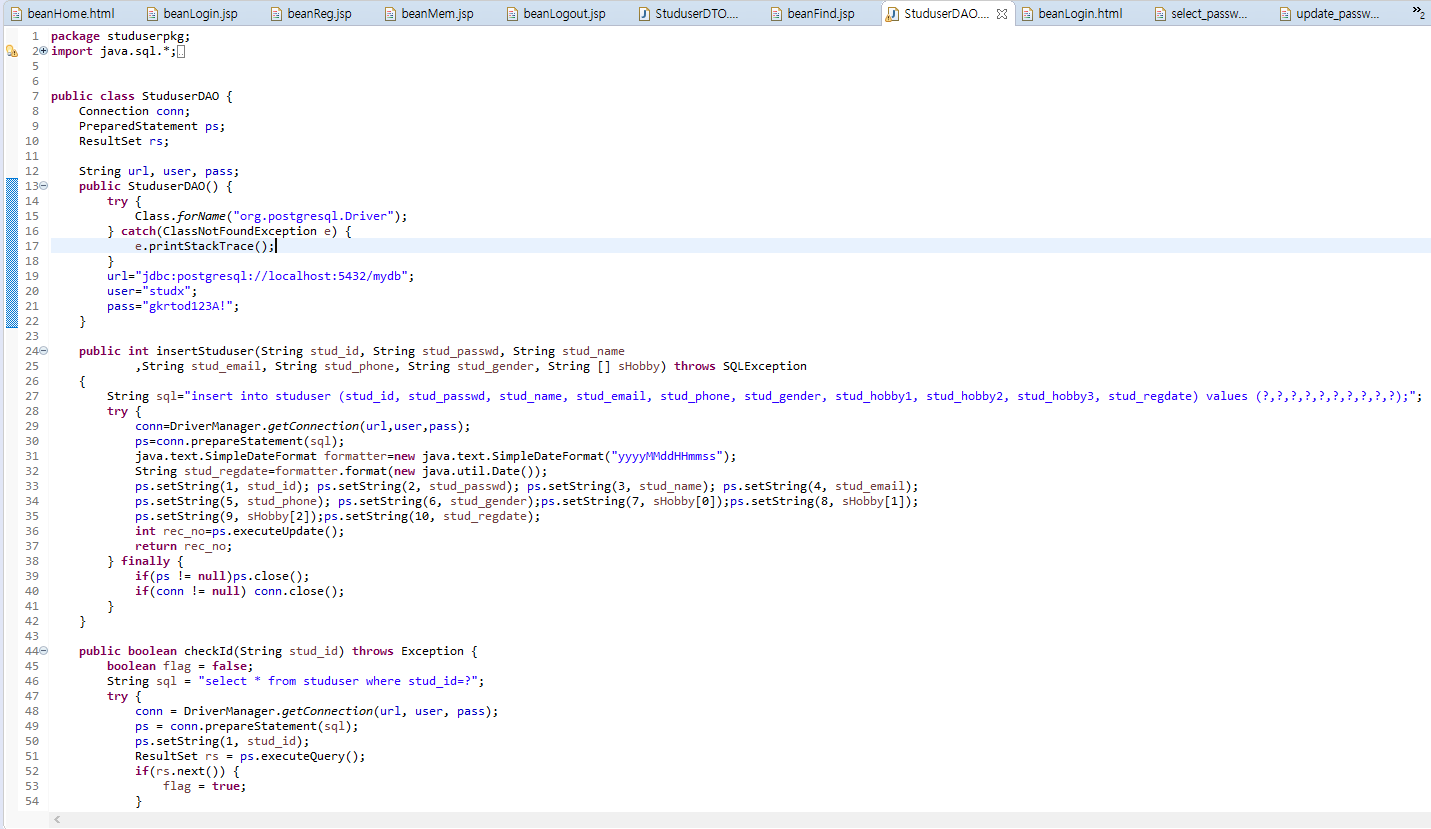 beanHome.html beanLogin.jsp beanReg.jsp beanMem.jsp beanLogout.jsp StuduserDTO.... beanFind.jsp StuduserDAO.... beanLogin.html select_passw... update_passw... »2
1 package studuserpkg;
2 import java.sql.*;
5
6
7 public class StuduserDAO {
8 Connection conn;
9 PreparedStatement ps;
10 ResultSet rs;
11
12 String url, user, pass;
13 public StuduserDAO() {
14 try {
15 Class.forName("org.postgresql.Driver");
16 } catch(ClassNotFoundException e) {
17 e.printStackTrace();
18 }
19 url="jdbc:postgresql://localhost:5432/mydb";
20 user="studx";
21 pass="gkrtod123A!";
22 }
23
24 public int insertStuduser(String stud_id, String stud_passwd, String stud_name
25 ,String stud_email, String stud_phone, String stud_gender, String [] sHobby) throws SQLException
26 {
27 String sql="insert into studuser (stud_id, stud_passwd, stud_name, stud_email, stud_phone, stud_gender, stud_hobby1, stud_hobby2, stud_hobby3, stud_regdate) values (?,?,?,?,?,?,?,?,?,?);";
28 try {
29 conn=DriverManager.getConnection(url,user,pass);
30 ps=conn.prepareStatement(sql);
31 java.text.SimpleDateFormat formatter=new java.text.SimpleDateFormat("yyyyMMddHHmmss");
32 String stud_regdate=formatter.format(new java.util.Date());
33 ps.setString(1, stud_id); ps.setString(2, stud_passwd); ps.setString(3, stud_name); ps.setString(4, stud_email);
34 ps.setString(5, stud_phone); ps.setString(6, stud_gender);ps.setString(7, sHobby[0]);ps.setString(8, sHobby[1]);
35 ps.setString(9, sHobby[2]);ps.setString(10, stud_regdate);
36 int rec_no=ps.executeUpdate();
37 return rec_no;
38 } finally {
39 if(ps != null)ps.close();
40 if(conn != null) conn.close();
41 }
42 }
43
44 public boolean checkId(String stud_id) throws Exception {
45 boolean flag = false;
46 String sql = "select * from studuser where stud_id=?";
47 try {
48 conn = DriverManager.getConnection(url, user, pass);
49 ps = conn.prepareStatement(sql);
50 ps.setString(1, stud_id);
51 ResultSet rs = ps.executeQuery();
52 if(rs.next()) {
53 flag = true;
54 }